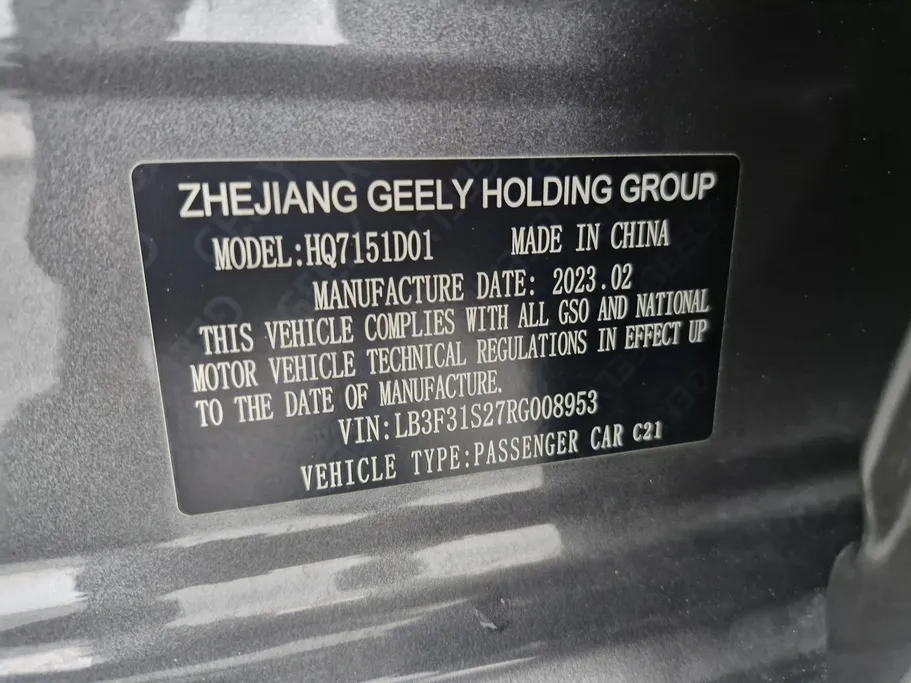 ZHEJIANG GEELY HOLDING GROUP
MODEL:HQ7151D01 MADE IN CHINA
MANUFACTURE DATE: 2023.02
THIS VEHICLE COMPLIES WITH ALL GSO AND NATIONAL
MOTOR VEHICLE TECHNICAL REGULATIONS IN EFFECT UP
TO THE DATE OF MANUFACTURE.
VIN:LB3F31S27RG008953
VEHICLE TYPE:PASSENGER CAR C21